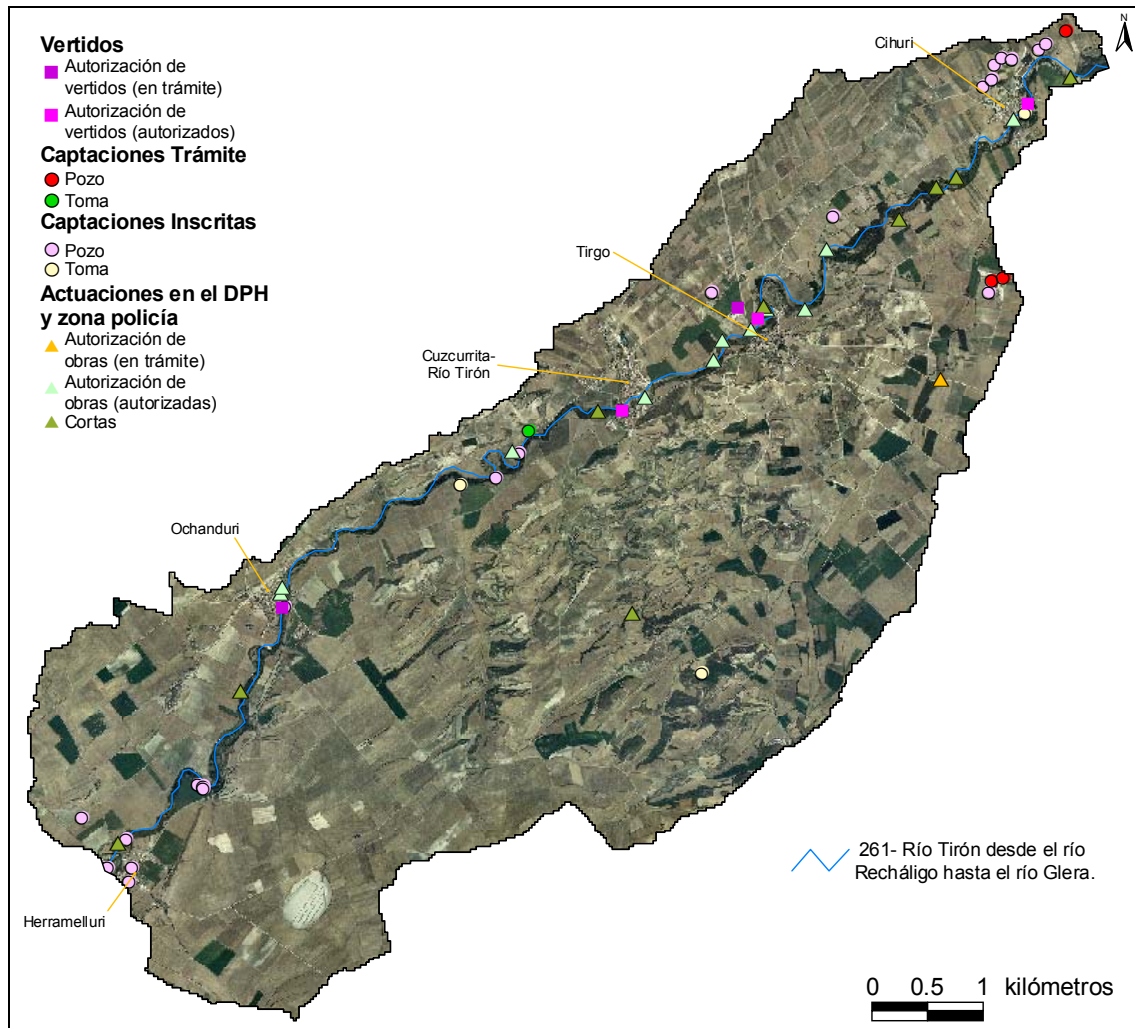 Vertidos
Autorización de
vertidos (en trámite)
Autorización de
vertidos (autorizados)
Captaciones Trámite
Pozo
Toma
Captaciones Inscritas
Pozo
Toma
Actuaciones en el DPH
y zona policía
Autorización de
obras (en trámite)
Autorización de
obras (autorizadas)
Cortas
N
Cihuri
Tirgo
Cuzcurrita-
Río Tirón
Ochanduri
Herramelluri
261- Río Tirón desde el río
Recháligo hasta el río Glera.
0 0.5 1 kilómetros